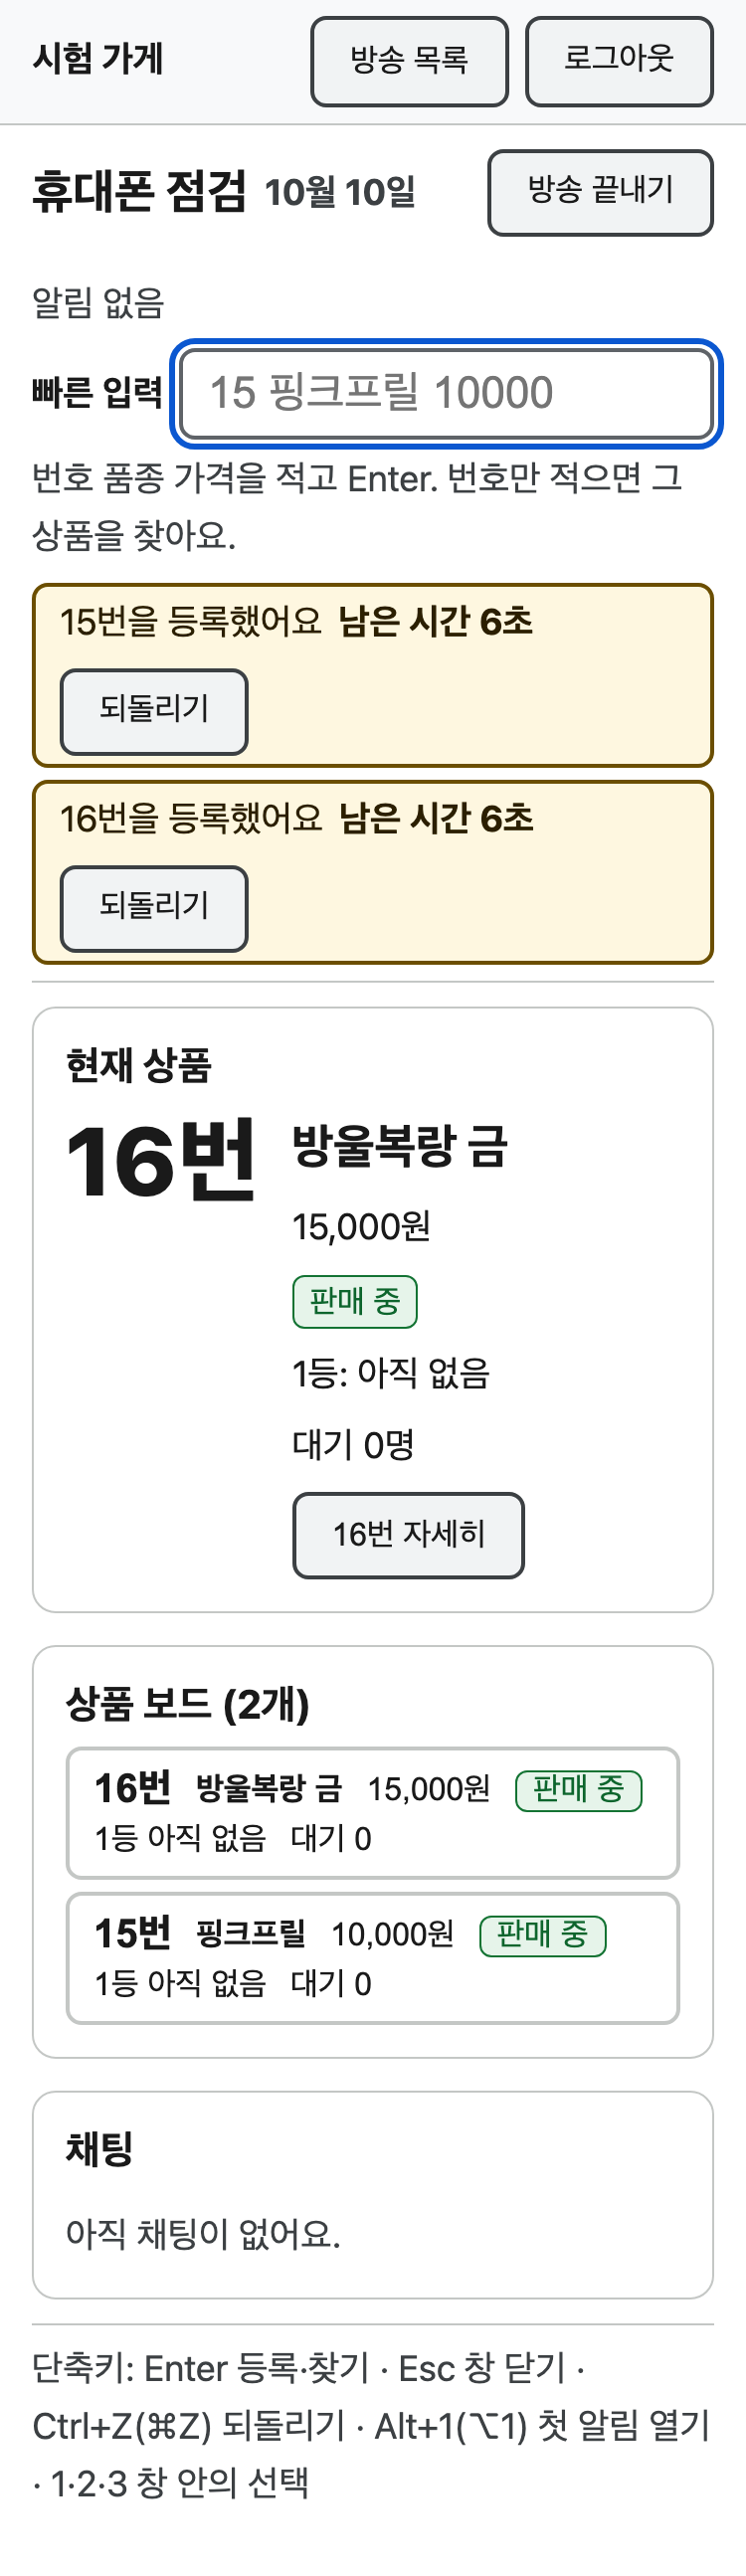 시험 가게
방송 목록
로그아웃
휴대폰 점검 10월 10일
방송 끝내기
알림 없음
빠른 입력
15 핑크프릴 10000
번호 품종 가격을 적고 Enter. 번호만 적으면 그
상품을 찾아요.
15번을 등록했어요 남은 시간 6초
되돌리기
16번을 등록했어요 남은 시간 6초
되돌리기
현재 상품
16번
방울복랑 금
15,000원
판매 중
1등: 아직 없음
대기 0명
16번 자세히
상품 보드 (2개)
16번 방울복랑 금 15,000원 판매 중
1등 아직 없음 대기 0
15번 핑크프릴 10,000원 판매 중
1등 아직 없음 대기 0
채팅
아직 채팅이 없어요.
단축키: Enter 등록·찾기 · Esc 창 닫기 ·
Ctrl+Z(⌘Z) 되돌리기 · Alt+1(⌥1) 첫 알림 열기
· 1·2·3 창 안의 선택